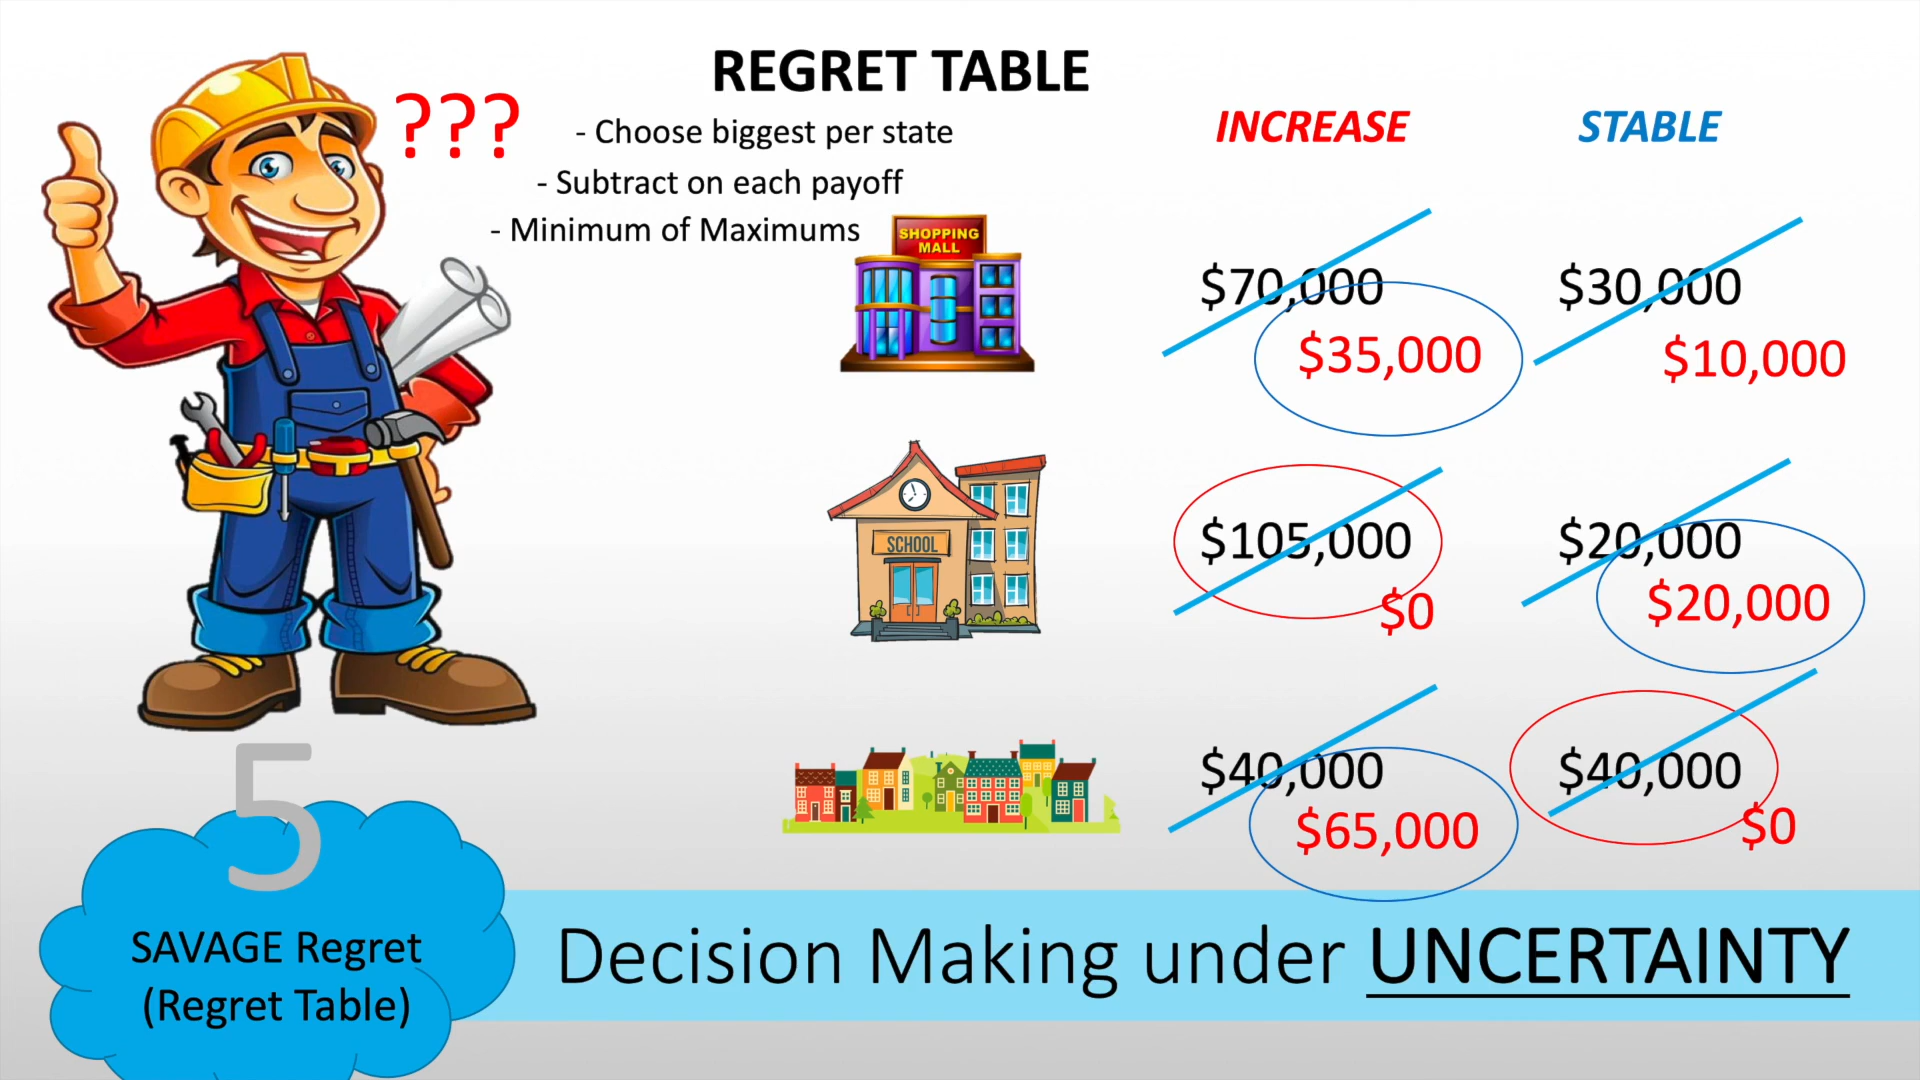 REGRET TABLE
???
- Choose biggest per state
- Subtract on each payoff
- Minimum of Maximums
INCREASE
STABLE
SHOPPING
MALL
$70,000
$30,000
$35,000
$10,000
SCHOOL
$105,000
$20,000
$0
$20,000
$40,000
$40,000
$65,000
$0
5
SAVAGE Regret
(Regret Table)
Decision Making under UNCERTAINTY